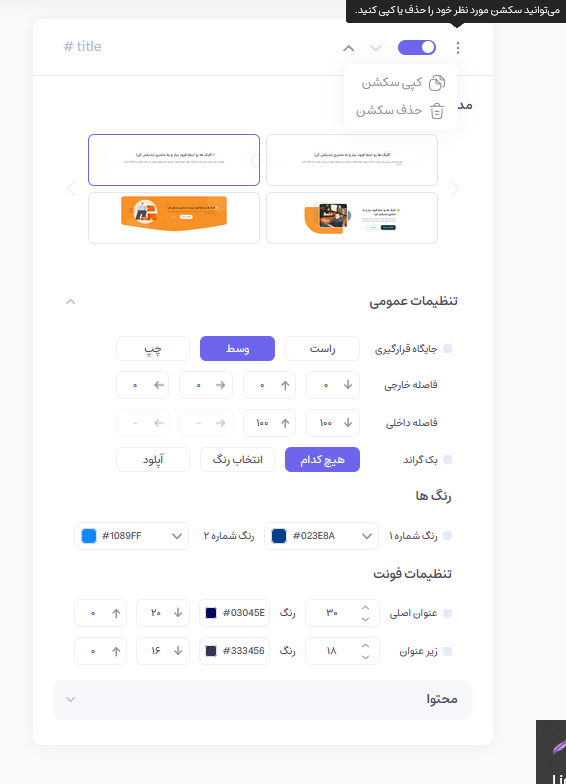 می‌توانید سکشن مورد نظر خود را حذف یا کپی کنید.
# title
کپی سکشن
حذف سکشن
تنظیمات عمومی
جایگاه قرارگیری راست وسط چپ
فاصله خارجی ۰ ۰ ۰ ۰
فاصله داخلی ۱۰۰ ۱۰۰ - -
بک گراند هیچ کدام انتخاب رنگ آپلود
رنگ ها
رنگ شماره ۱ #023E8A رنگ شماره ۲ #1089FF
تنظیمات فونت
عنوان اصلی ۳۰ رنگ #03045E ۲۰ ۰
زیر عنوان ۱۸ رنگ #333456 ۱۶ ۰
محتوا